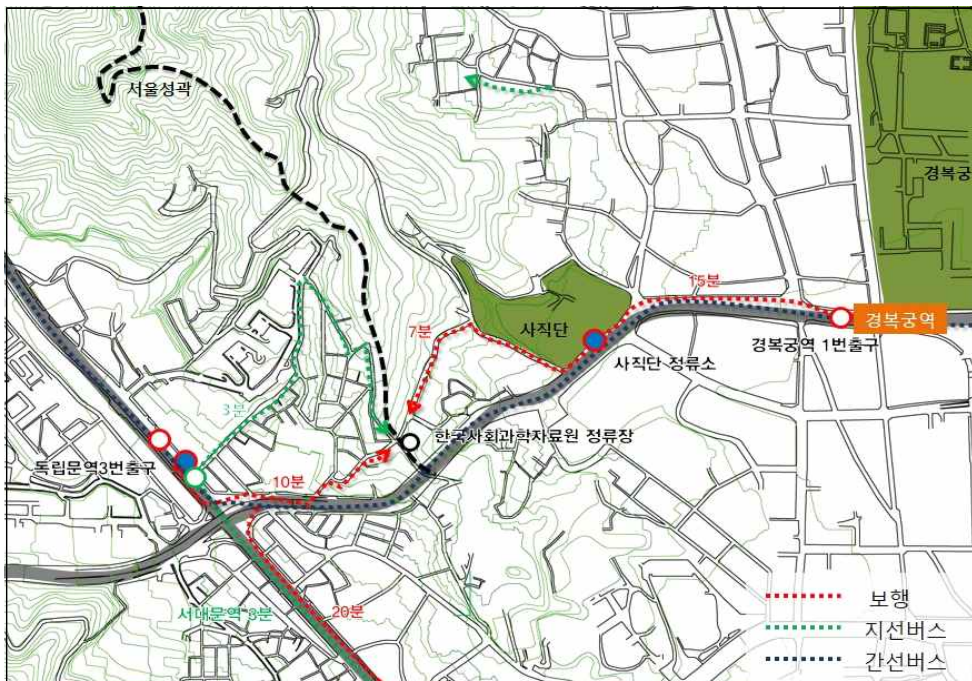 서울성곽
경복궁
15분
사직단
7분
경복궁역
경복궁역 1번출구
사직단 정류소
3분
한국사회과학자료원 정류장
독립문역3번출구
10분
서대문역 3분
20분
보행
지선버스
간선버스